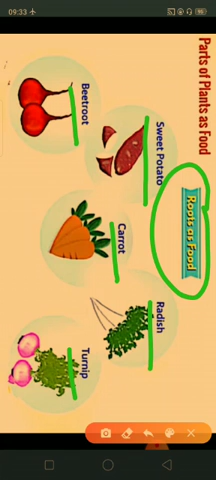 09:33
Parts of Plants as Food
Roots as Food
Beetroot
Sweet Potato
Carrot
Radish
Turnip